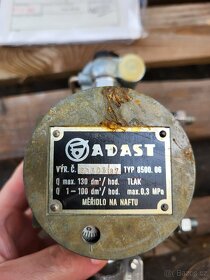 ADAST
VÝR. Č. TYP 8500.06
Q max. 130 dm³/hod. TLAK
Q 1-100 dm³/hod. max. 0,3 MPa
MĚŘIDLO NA NAFTU